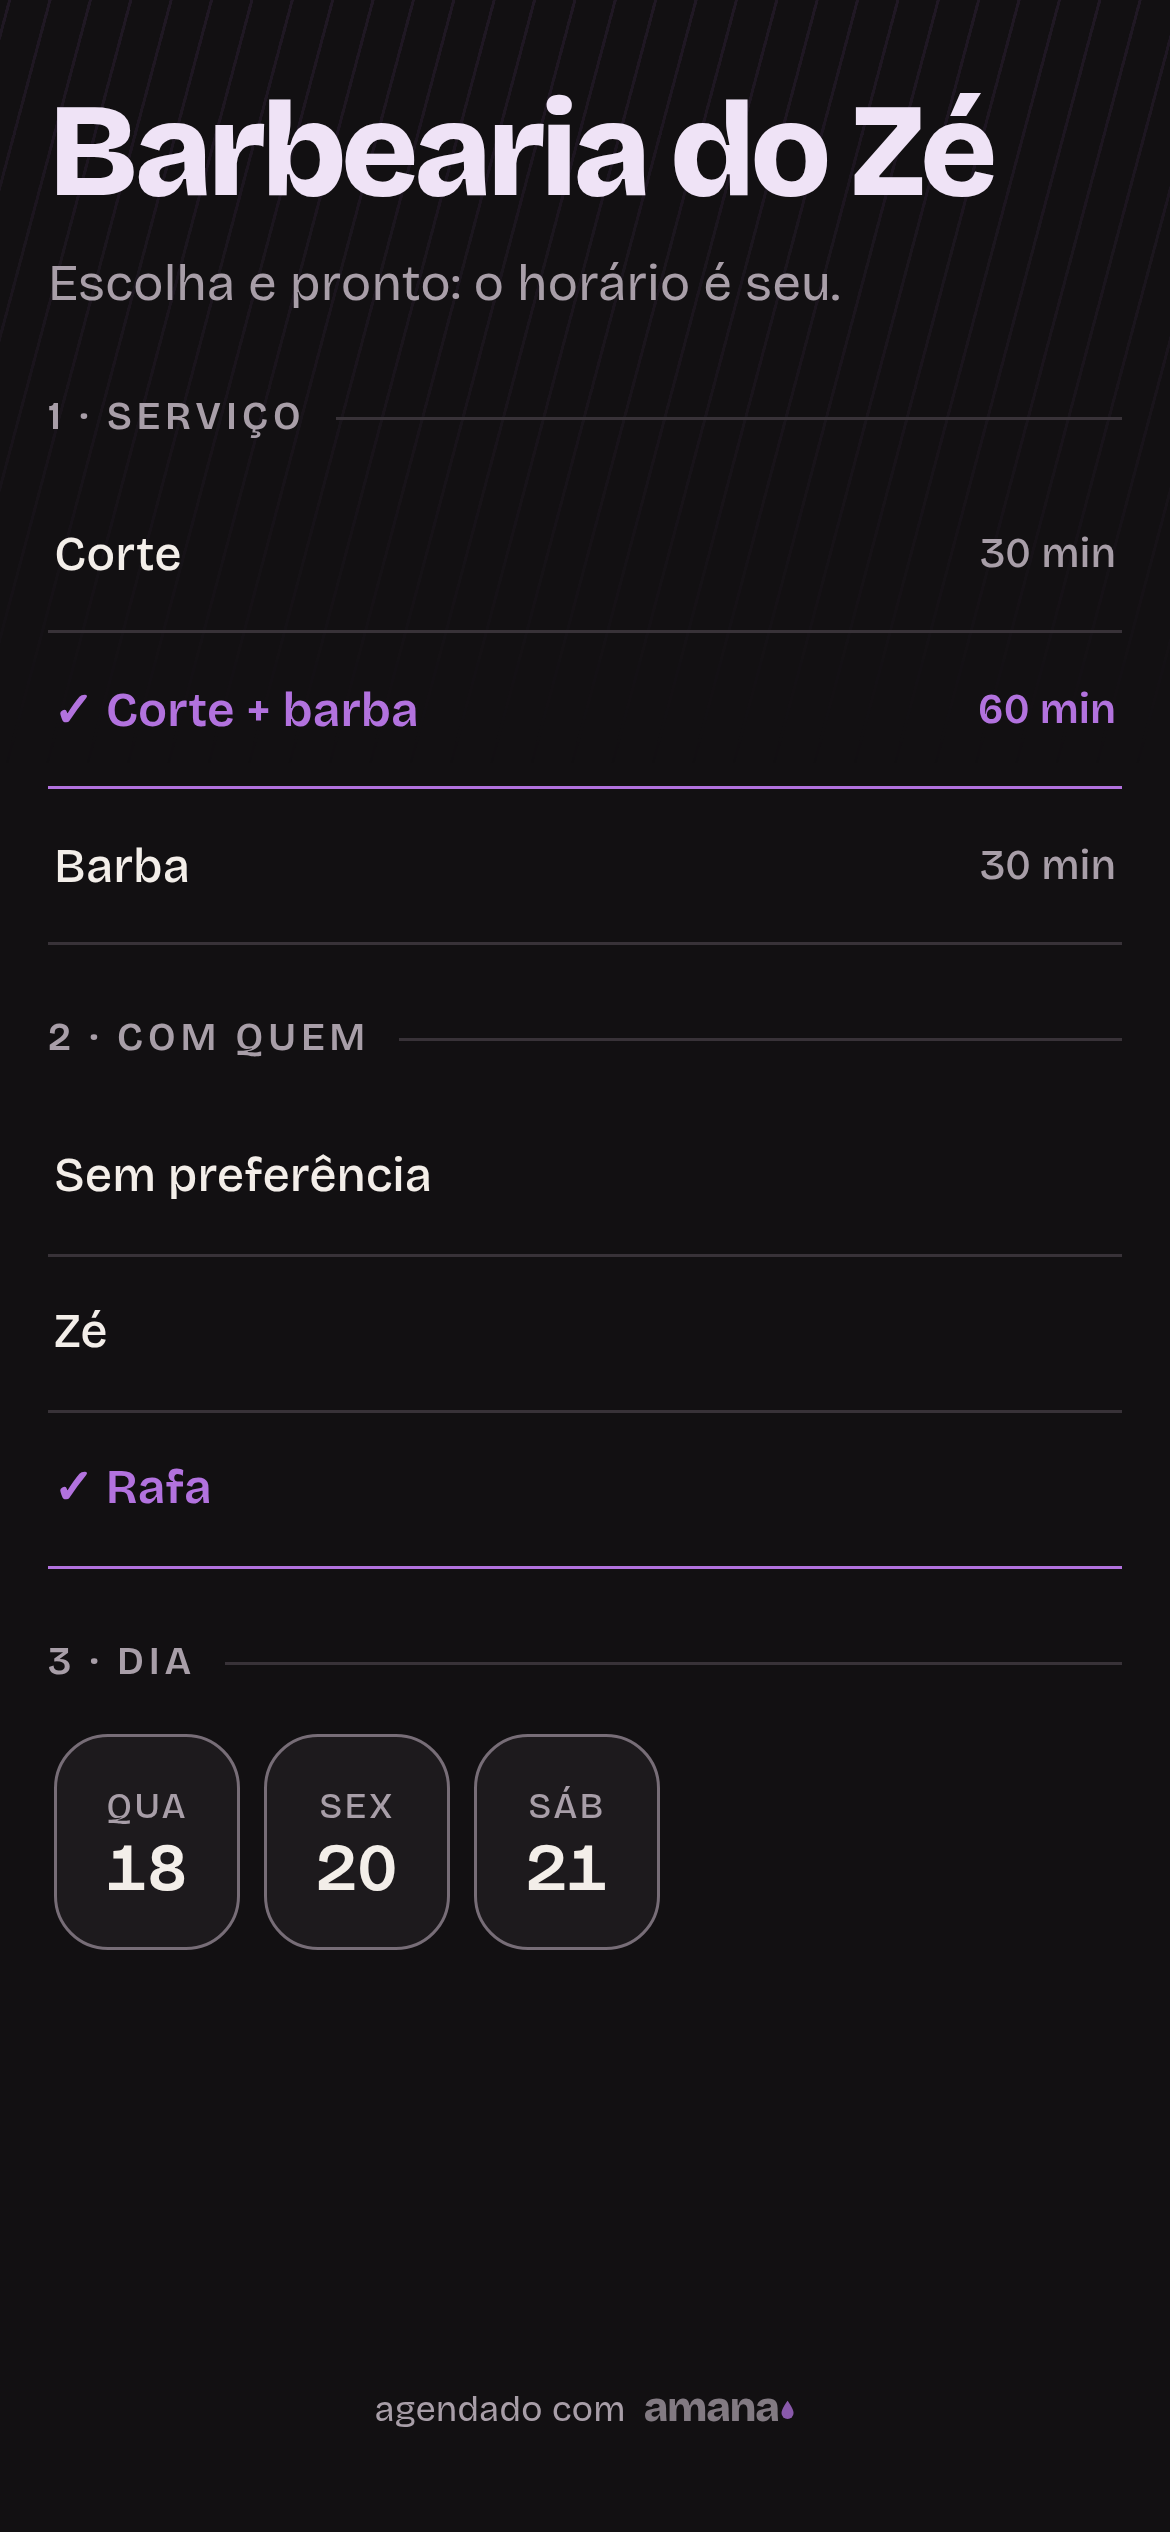 Barbearia do Zé
Escolha e pronto: o horário é seu.
1 · SERVIÇO
Corte 30 min
✓ Corte + barba 60 min
Barba 30 min
2 · COM QUEM
Sem preferência
Zé
✓ Rafa
3 · DIA
QUA SEX SÁB
18 20 21
agendado com amana